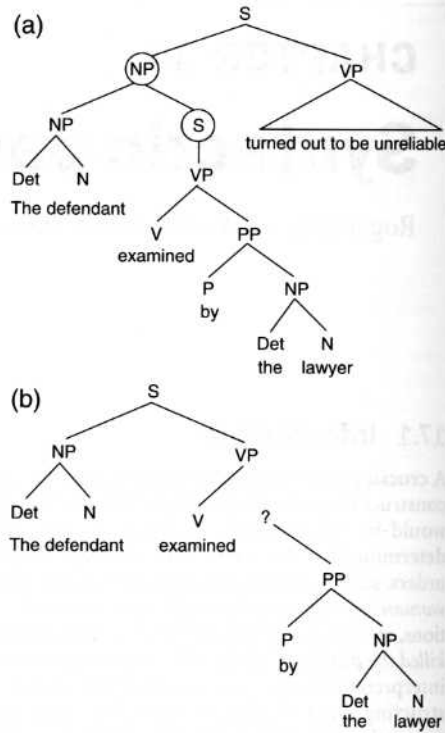 (a)
S
NP
VP
NP
S
turned out to be unreliable
Det N
VP
The defendant
V
PP
examined
P
NP
by
Det N
the lawyer
(b)
S
NP
VP
Det N
V
?
The defendant
examined
PP
P
NP
by
Det N
the lawyer